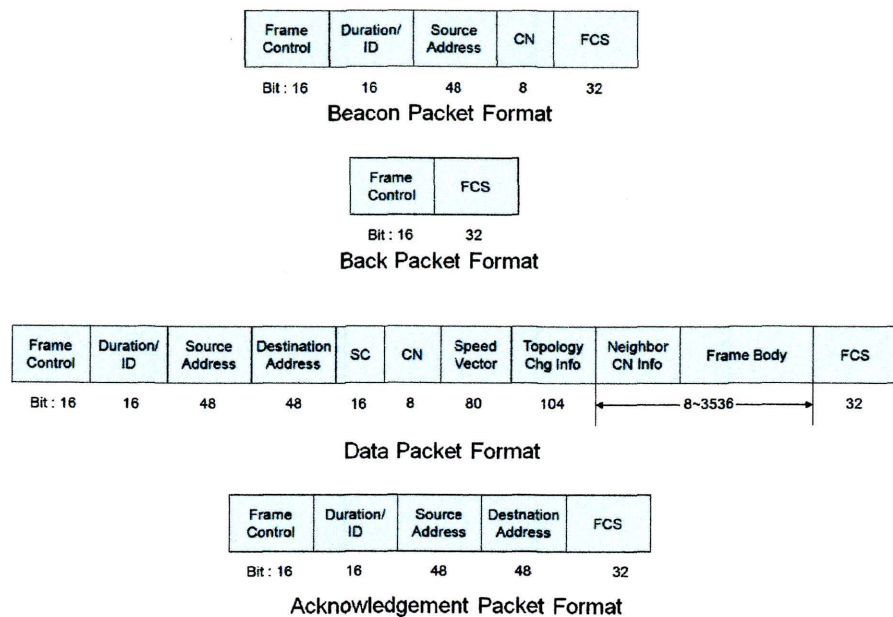 Frame Control Duration/ ID Source Address CN FCS
Bit : 16 16 48 8 32
Beacon Packet Format
Frame Control FCS
Bit : 16 32
Back Packet Format
Frame Control Duration/ ID Source Address Destination Address SC CN Speed Vector Topology Chg Info Neighbor CN Info Frame Body FCS
Bit : 16 16 48 48 16 8 80 104 8~3536 32
Data Packet Format
Frame Control Duration/ ID Source Address Destnation Address FCS
Bit : 16 16 48 48 32
Acknowledgement Packet Format